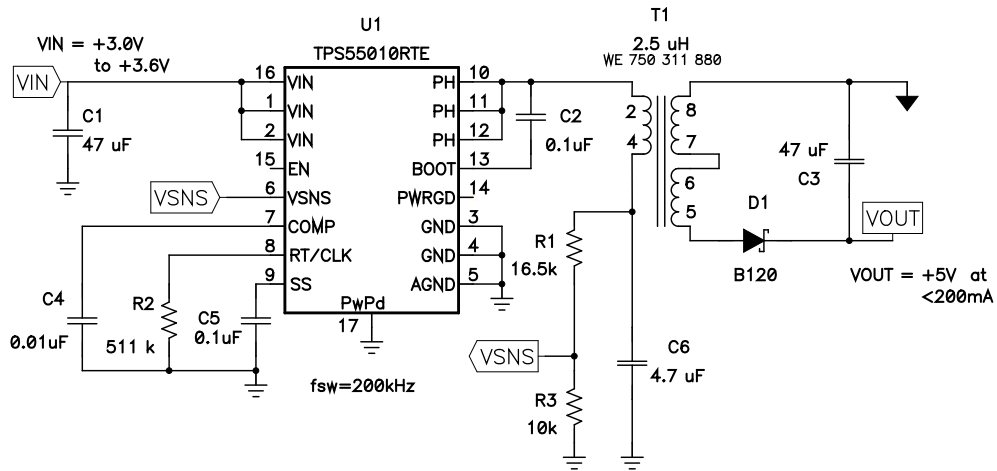 U1
TPS55010RTE
T1
2.5 uH
WE 750 311 880
VIN = +3.0V
to +3.6V
VIN
C1
47 uF
16 VIN
1 VIN
2 VIN
15 EN
VSNS
6 VSNS
7 COMP
8 RT/CLK
9 SS
PH 10
PH 11
PH 12
BOOT 13
PWRGD 14
GND 3
GND 4
AGND 5
PwPd
17
C2
0.1uF
2
4
8
7
6
5
47 uF
C3
D1
B120
VOUT
VOUT = +5V at
<200mA
R1
16.5k
C4
0.01uF
R2
511 k
C5
0.1uF
fsw=200kHz
VSNS
C6
4.7 uF
R3
10k